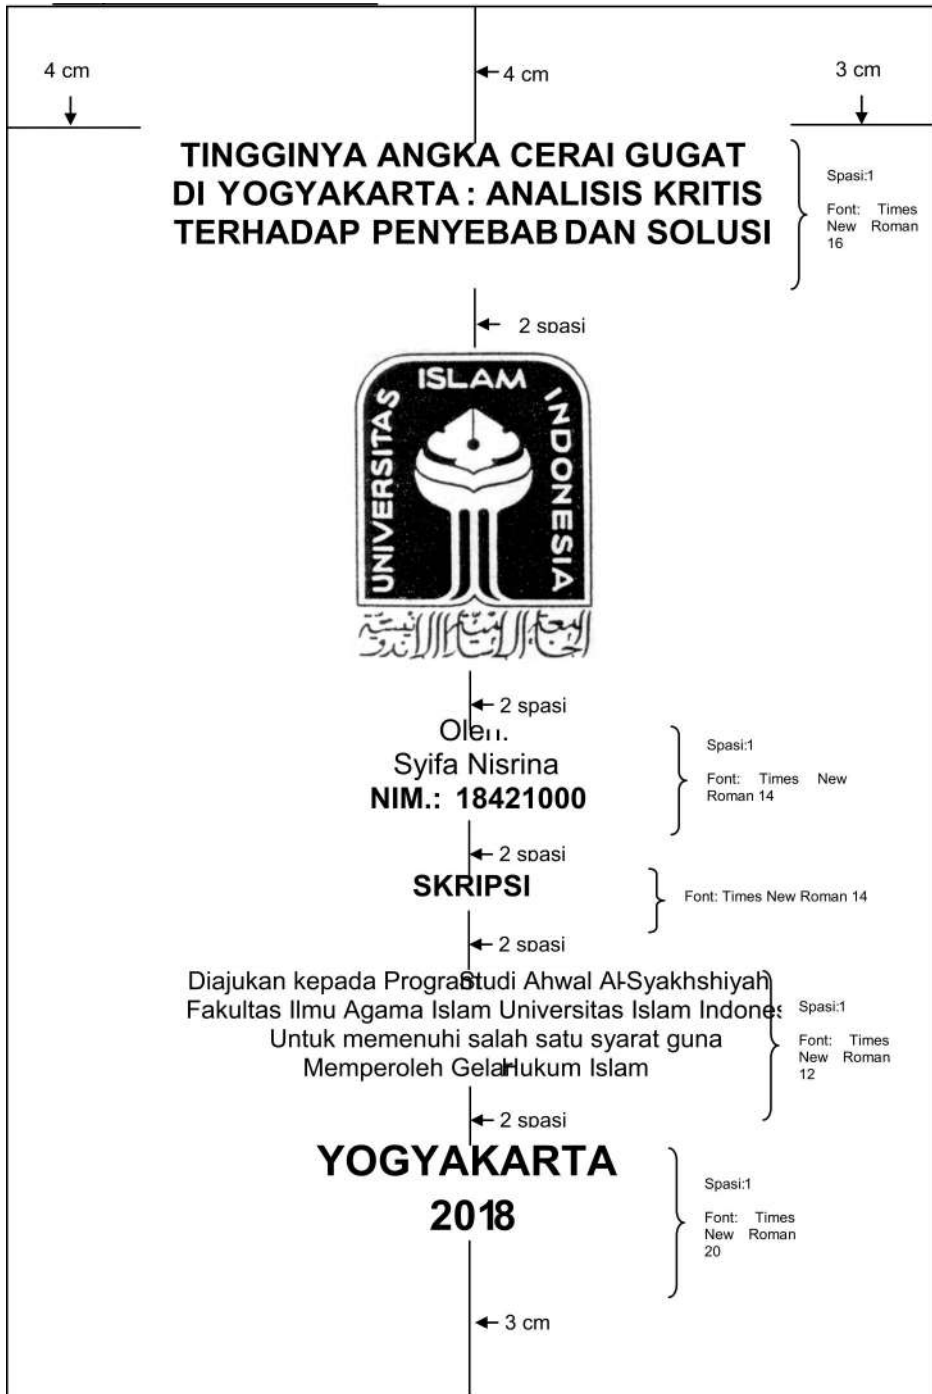 4 cm
4 cm
3 cm
TINGGINYA ANGKA CERAI GUGAT
DI YOGYAKARTA : ANALISIS KRITIS
TERHADAP PENYEBAB DAN SOLUSI
Spasi:1
Font: Times
New Roman
16
2 spasi
UNIVERSITAS ISLAM INDONESIA
الجامعة الإسلامية الإندونيسية
2 spasi
Oleh:
Syifa Nisrina
NIM.: 18421000
Spasi:1
Font: Times New
Roman 14
2 spasi
SKRIPSI
Font: Times New Roman 14
2 spasi
Diajukan kepada Program Studi Ahwal Al-Syakhshiyah
Fakultas Ilmu Agama Islam Universitas Islam Indones
Untuk memenuhi salah satu syarat guna
Memperoleh Gelar Hukum Islam
Spasi:1
Font: Times
New Roman
12
2 spasi
YOGYAKARTA
2018
Spasi:1
Font: Times
New Roman
20
3 cm